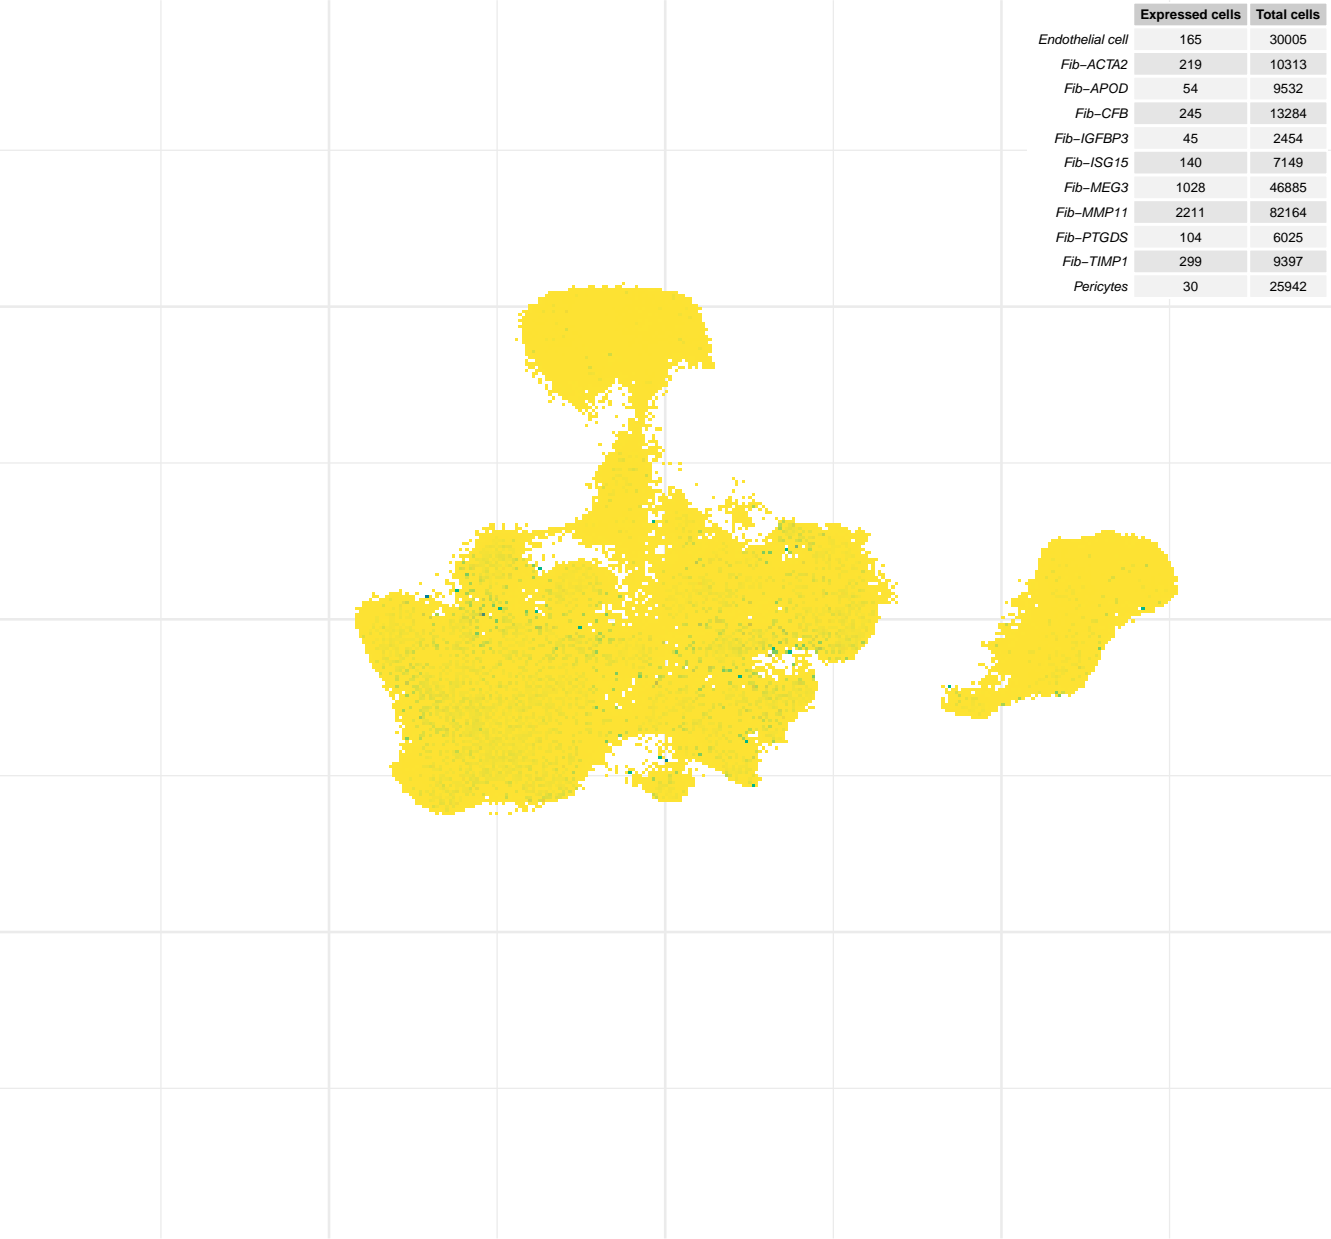 Expressed cells Total cells
Endothelial cell 165 30005
Fib−ACTA2 219 10313
Fib−APOD 54 9532
Fib−CFB 245 13284
Fib−IGFBP3 45 2454
Fib−ISG15 140 7149
Fib−MEG3 1028 46885
Fib−MMP11 2211 82164
Fib−PTGDS 104 6025
Fib−TIMP1 299 9397
Pericytes 30 25942